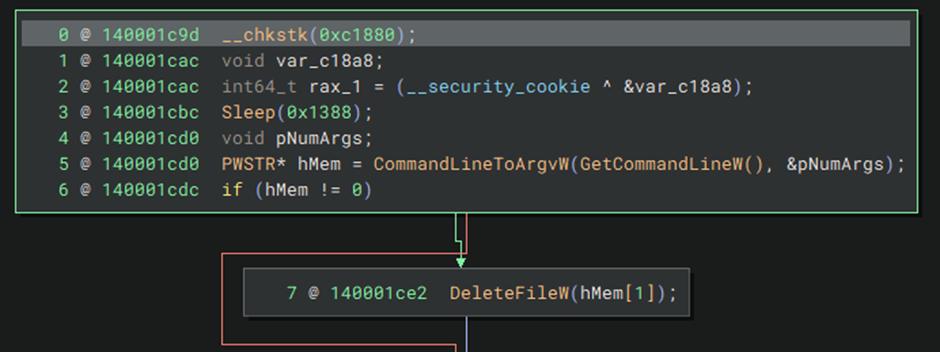 0 @ 140001c9d  __chkstk(0xc1880);
1 @ 140001cac  void var_c18a8;
2 @ 140001cac  int64_t rax_1 = (__security_cookie ^ &var_c18a8);
3 @ 140001cbc  Sleep(0x1388);
4 @ 140001cd0  void pNumArgs;
5 @ 140001cd0  PWSTR* hMem = CommandLineToArgvW(GetCommandLineW(), &pNumArgs);
6 @ 140001cdc  if (hMem != 0)
7 @ 140001ce2  DeleteFileW(hMem[1]);